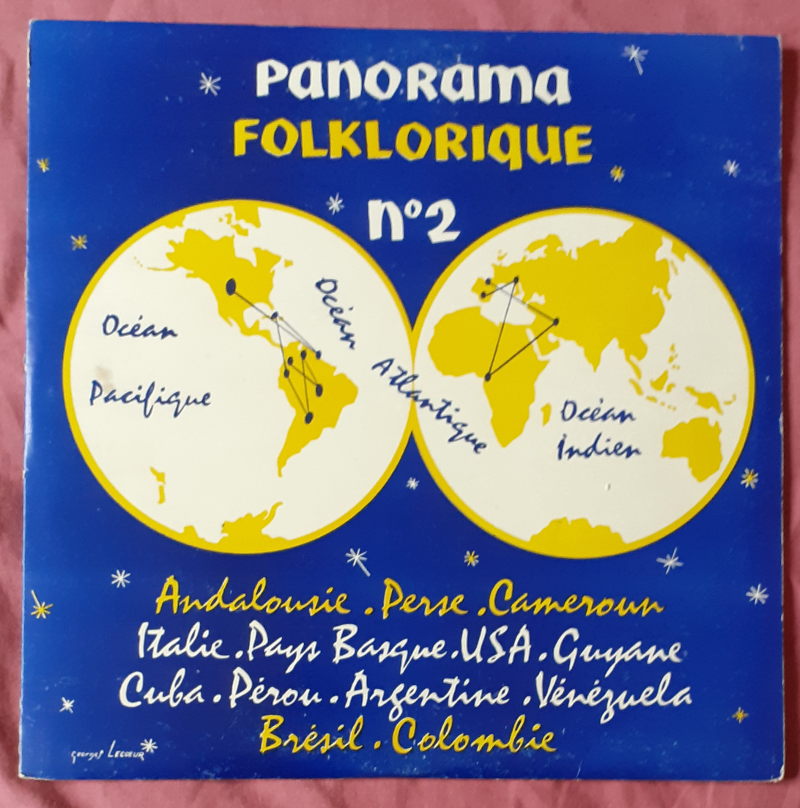 PANORAMA
FOLKLORIQUE
N°2
Océan
Pacifique
Océan
Atlantique
Océan
Indien
Andalousie . Perse . Cameroun
Italie . Pays Basque . USA . Guyane
Cuba . Pérou . Argentine . Vénézuela
Brésil . Colombie
Georges LECOEUR